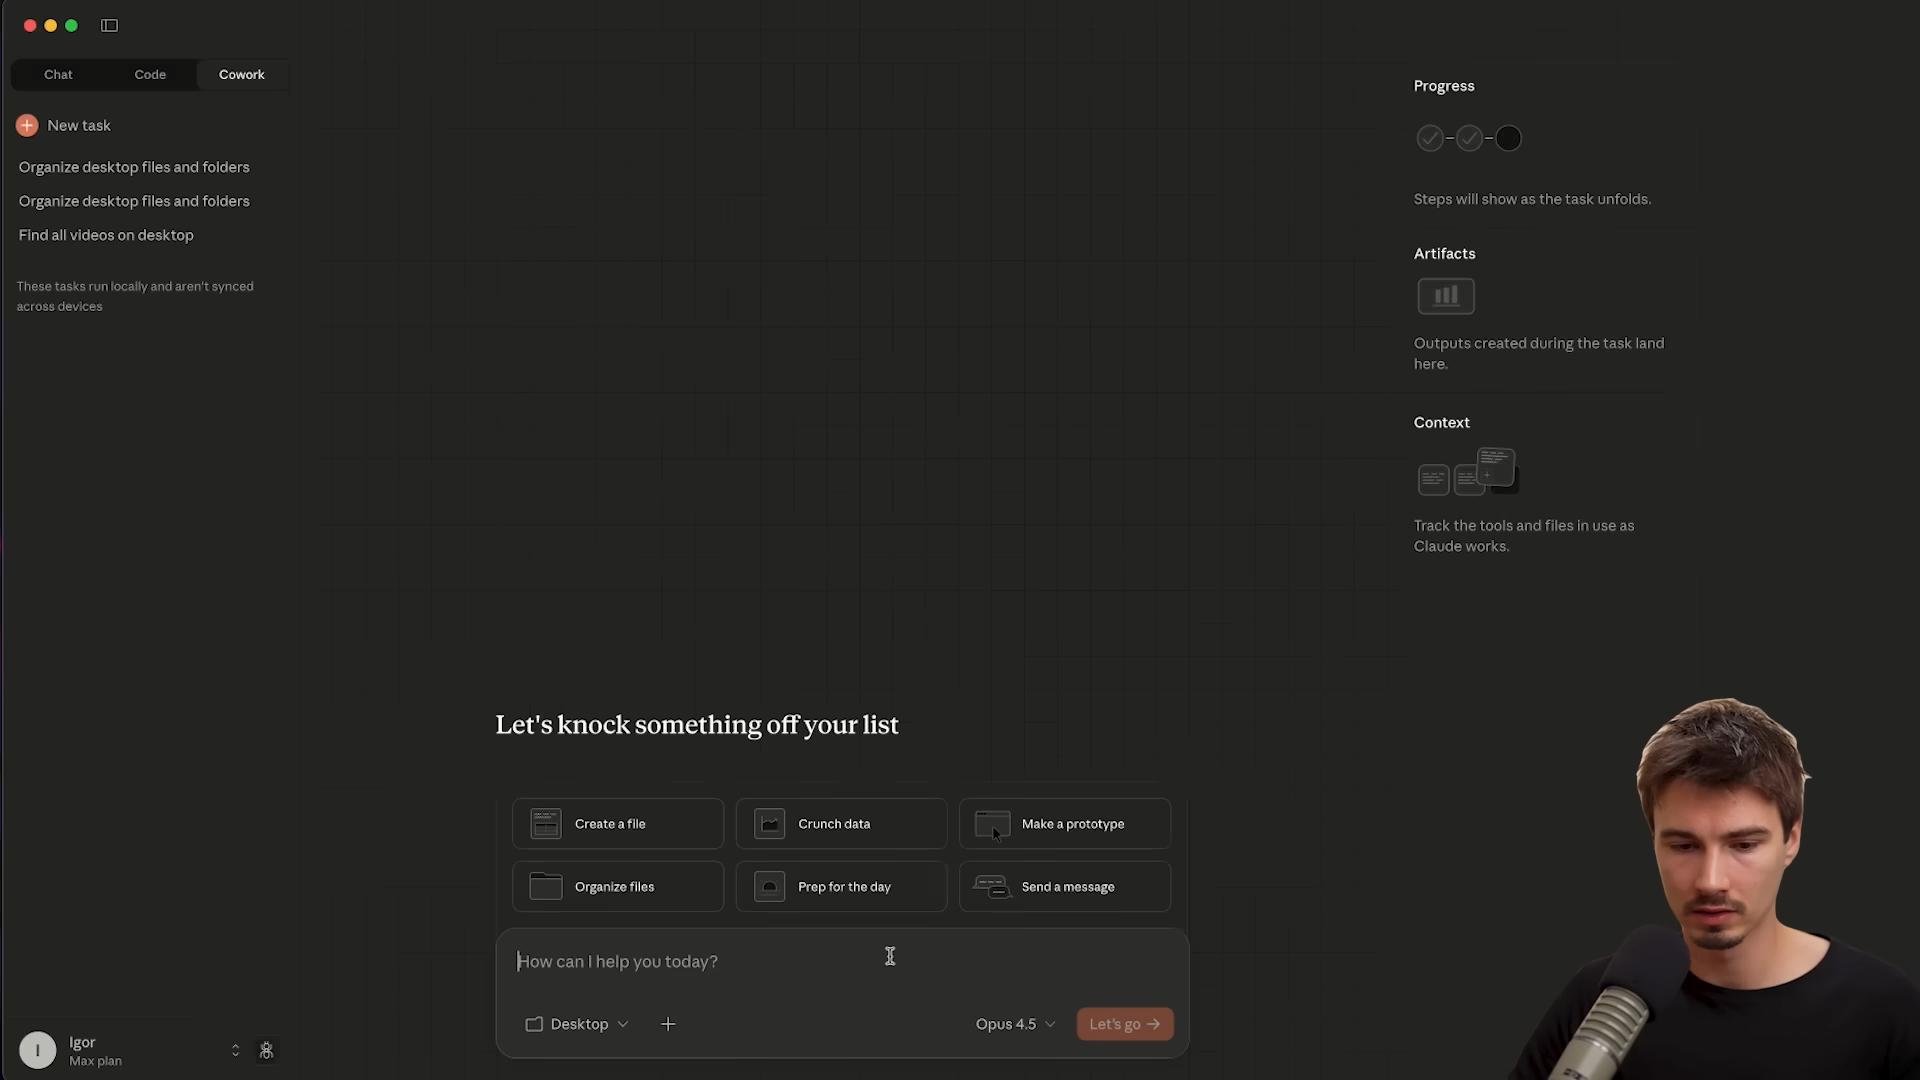 Chat
Code
Cowork
New task
Organize desktop files and folders
Organize desktop files and folders
Find all videos on desktop
These tasks run locally and aren't synced
across devices
Progress
Steps will show as the task unfolds.
Artifacts
Outputs created during the task land
here.
Context
Track the tools and files in use as
Claude works.
Let's knock something off your list
Create a file
Crunch data
Make a prototype
Organize files
Prep for the day
Send a message
How can I help you today?
Desktop
Opus 4.5
Let's go
I
Igor
Max plan